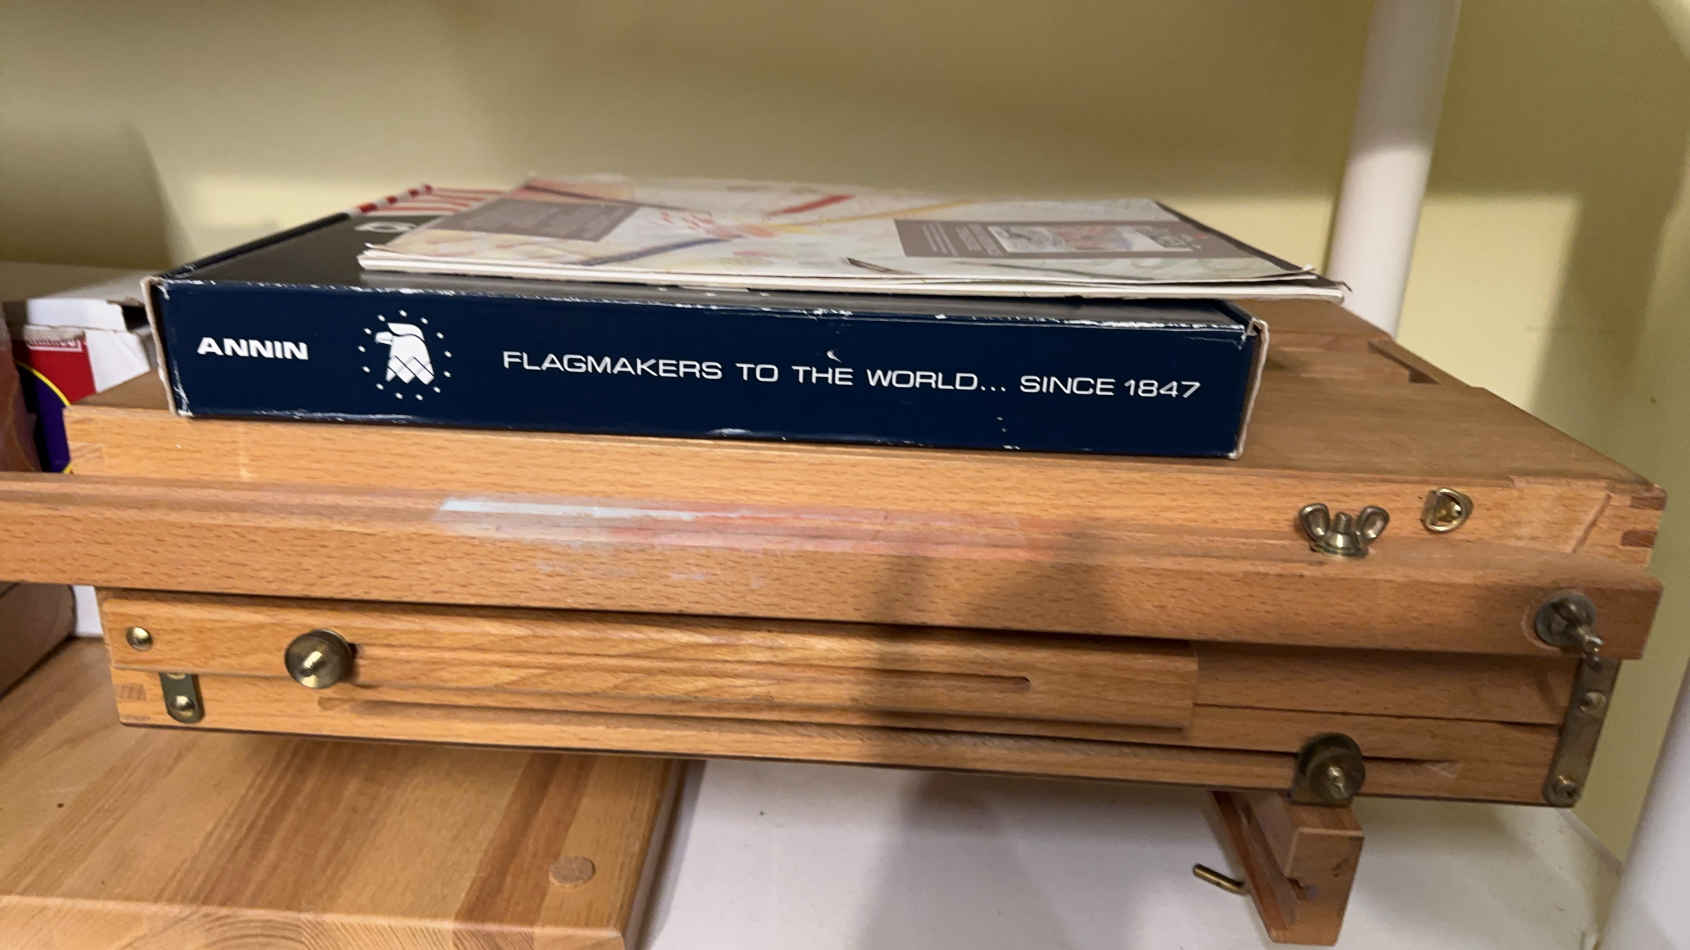 ANNIN
FLAGMAKERS TO THE WORLD... SINCE 1847